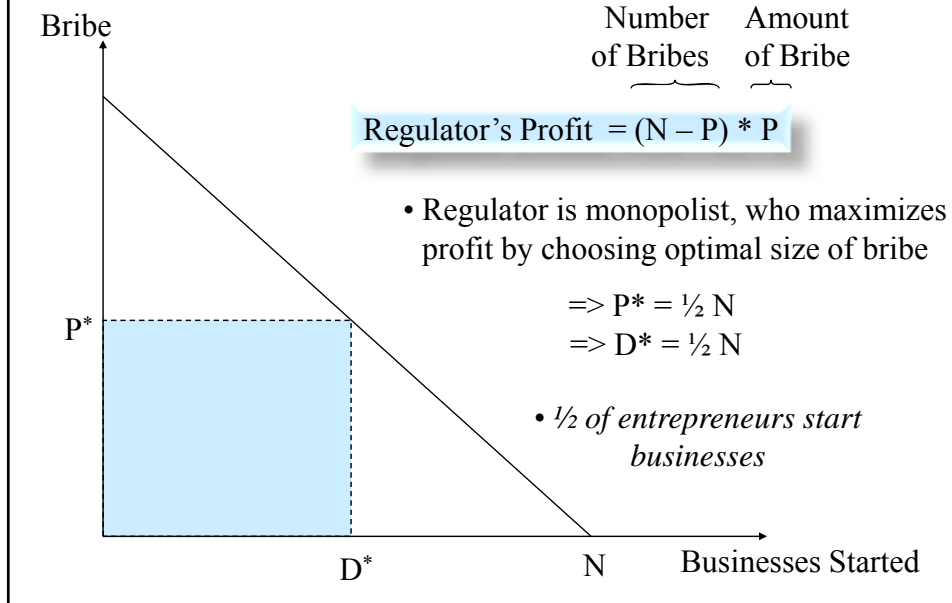 Bribe
Number
of Bribes
Amount
of Bribe
Regulator’s Profit = (N – P) * P
• Regulator is monopolist, who maximizes
profit by choosing optimal size of bribe
=> P* = ½ N
=> D* = ½ N
P*
• ½ of entrepreneurs start
businesses
D*
N
Businesses Started